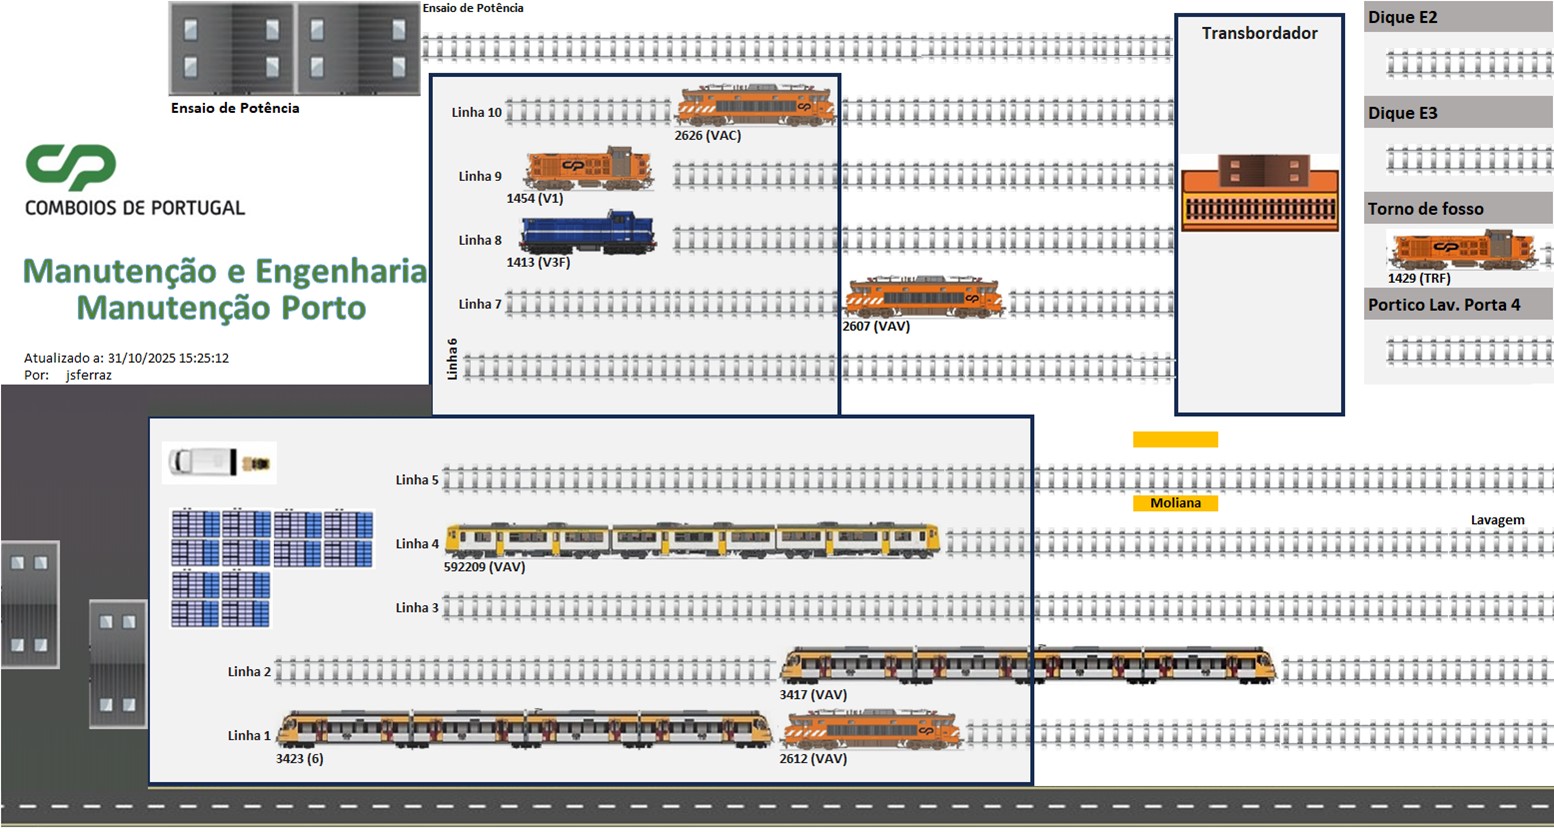 Ensaio de Potência
Ensaio de Potência
CP
COMBOIOS DE PORTUGAL
Manutenção e Engenharia
Manutenção Porto
Atualizado a: 31/10/2025 15:25:12
Por: jsferraz
Linha 10
2626 (VAC)
Linha 9
1454 (V1)
Linha 8
1413 (V3F)
Linha 7
2607 (VAV)
Linha 6
Transbordador
Dique E2
Dique E3
Torno de fosso
1429 (TRF)
Portico Lav. Porta 4
Linha 5
Moliana
Lavagem
Linha 4
592209 (VAV)
Linha 3
Linha 2
3417 (VAV)
Linha 1
3423 (6)
2612 (VAV)